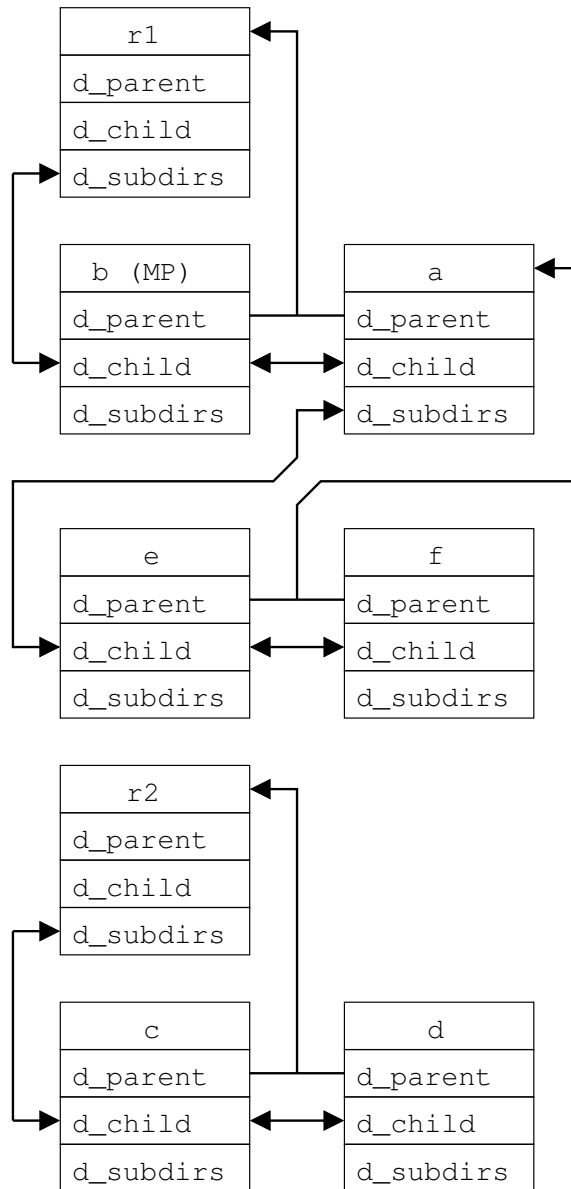 r1
d_parent
d_child
d_subdirs
b (MP)
d_parent
d_child
d_subdirs
a
d_parent
d_child
d_subdirs
e
d_parent
d_child
d_subdirs
f
d_parent
d_child
d_subdirs
r2
d_parent
d_child
d_subdirs
c
d_parent
d_child
d_subdirs
d
d_parent
d_child
d_subdirs